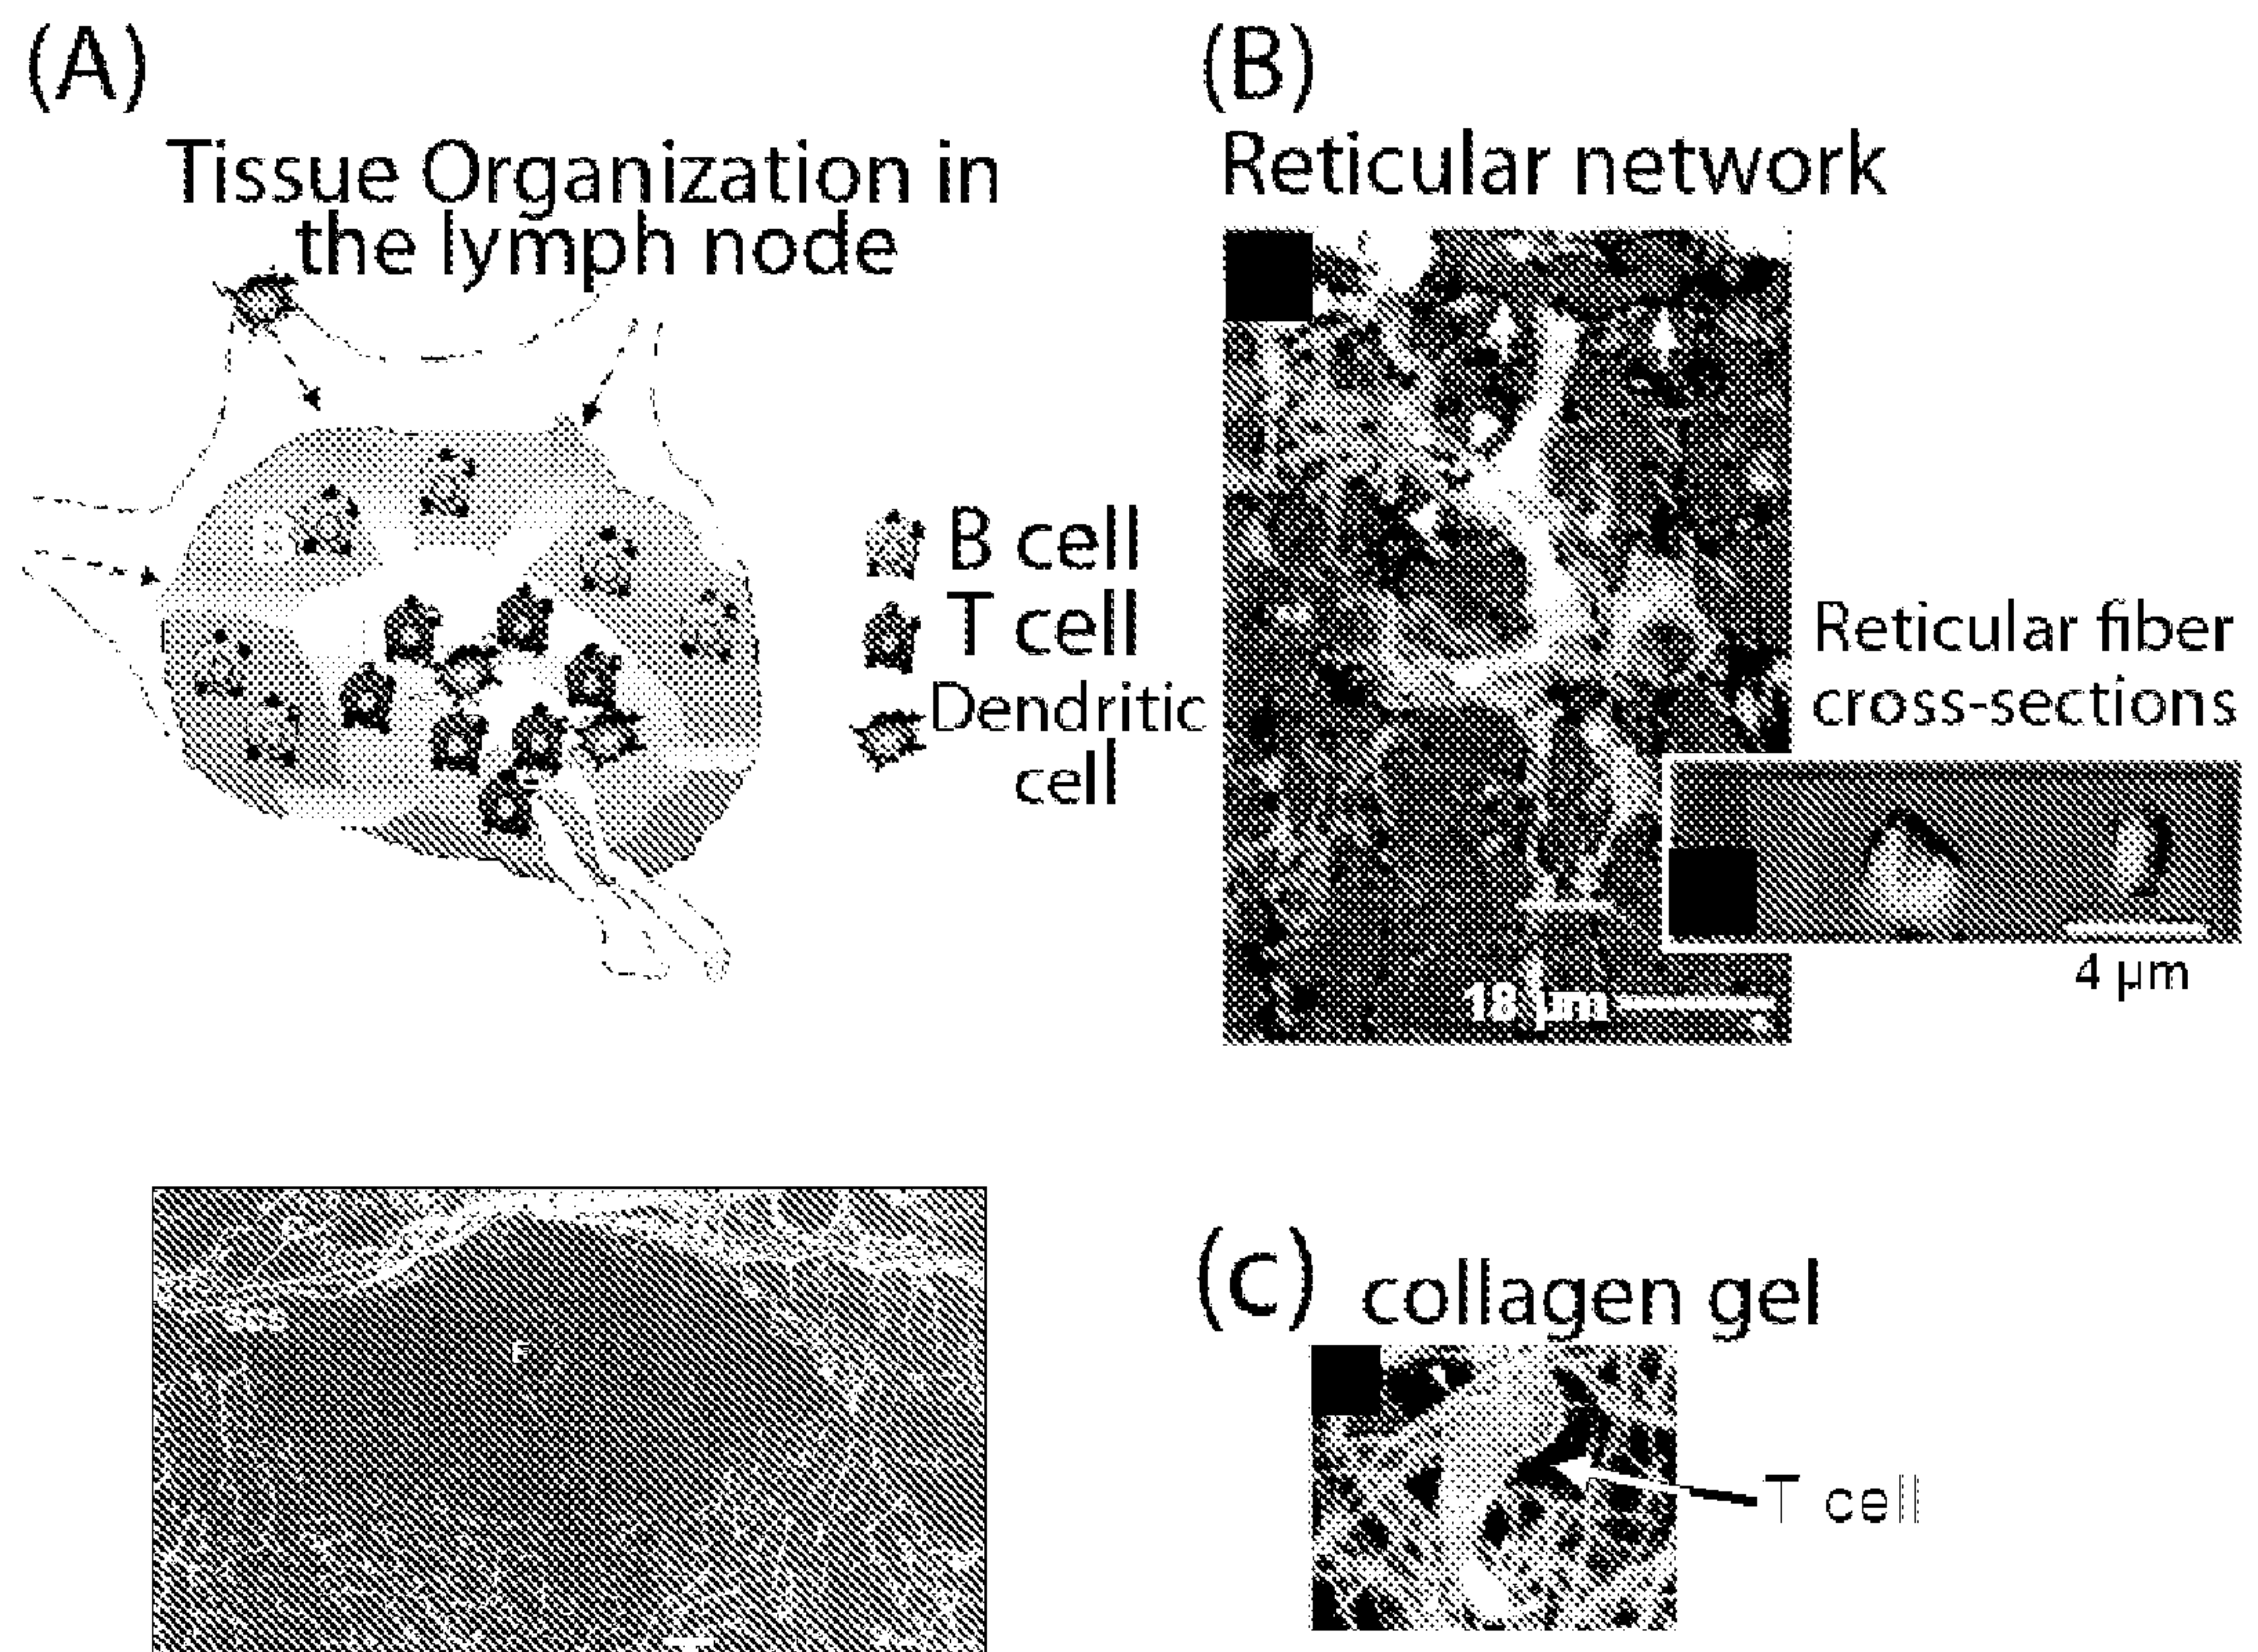 (A)
Tissue Organization in
the lymph node
B
B cell
T cell
Dendritic
cell
(B)
Reticular network
18 µm
Reticular fiber
cross-sections
4 µm
SCS
F
(C) collagen gel
T cell